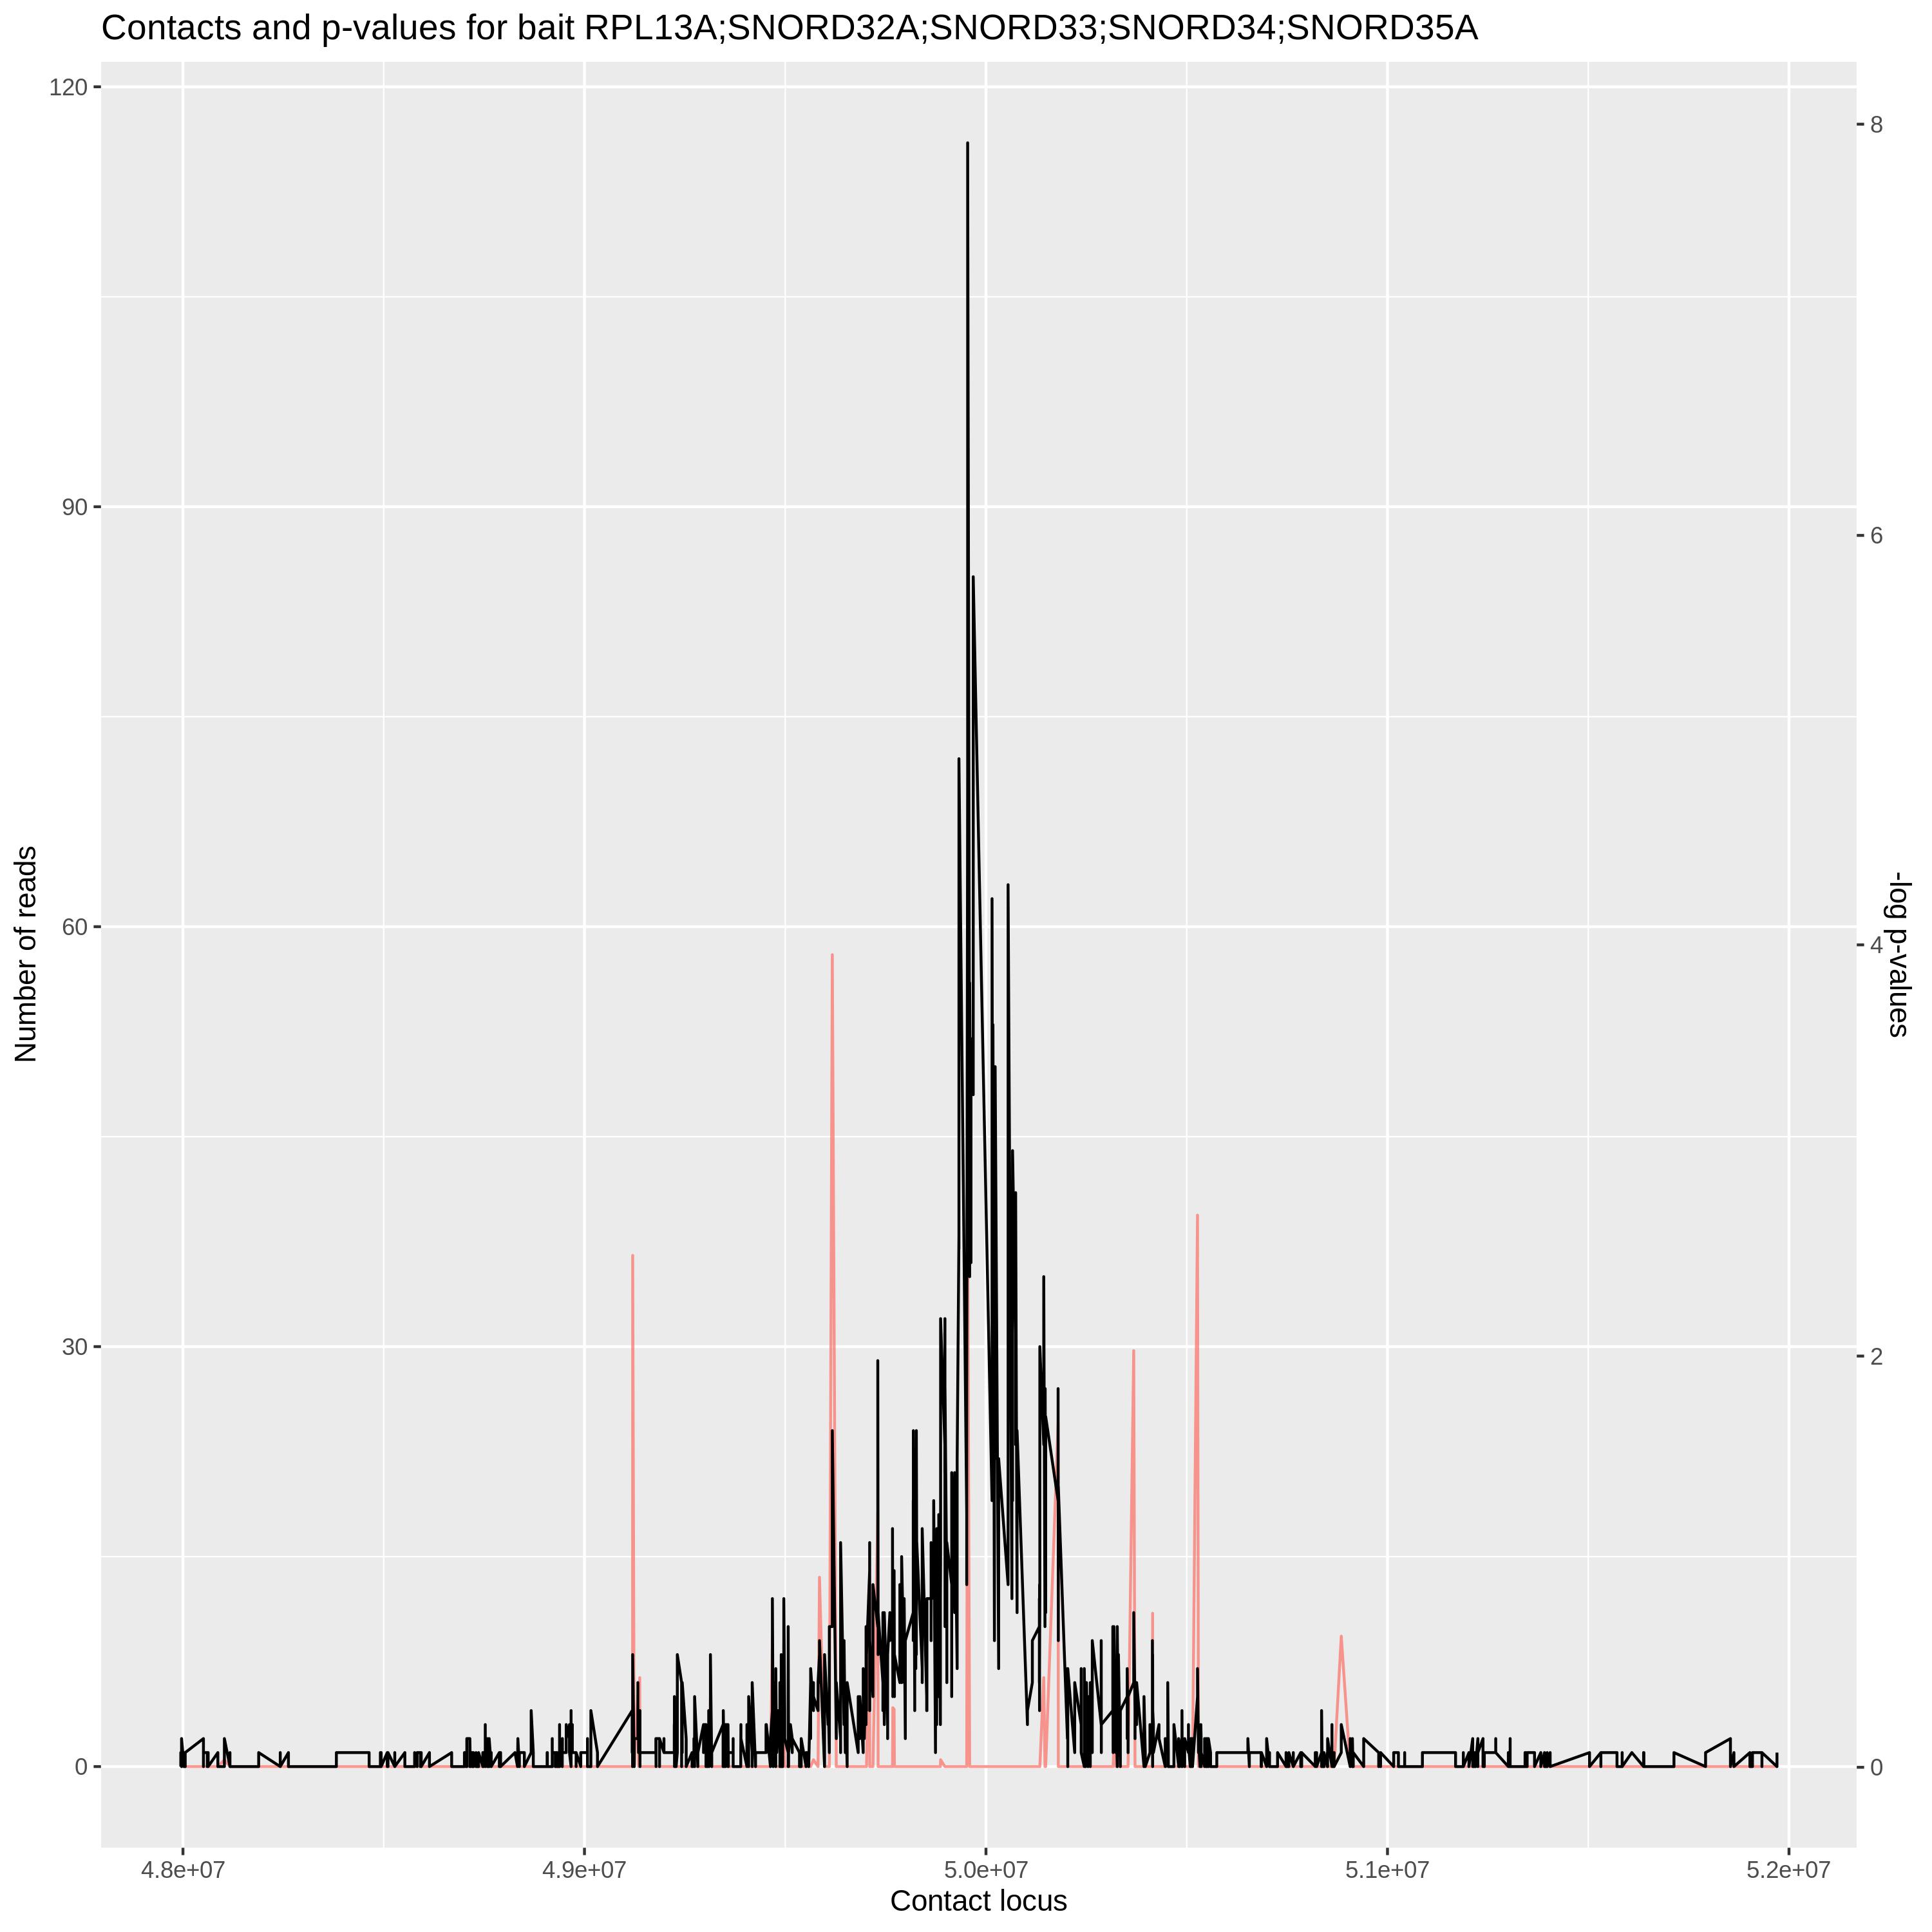 Contacts and p-values for bait RPL13A;SNORD32A;SNORD33;SNORD34;SNORD35A
120
90
60
30
0
8
6
4
2
0
Number of reads
-log p-values
4.8e+07 4.9e+07 5.0e+07 5.1e+07 5.2e+07
Contact locus